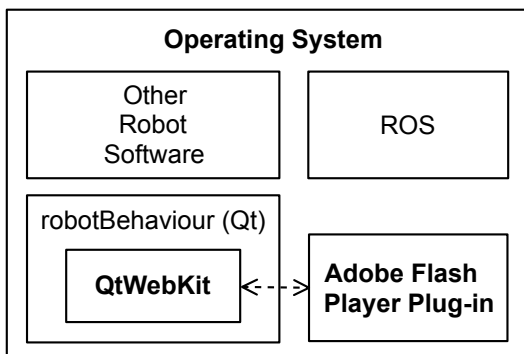 Operating System
Other
Robot
Software
ROS
robotBehaviour (Qt)
QtWebKit
Adobe Flash
Player Plug-in